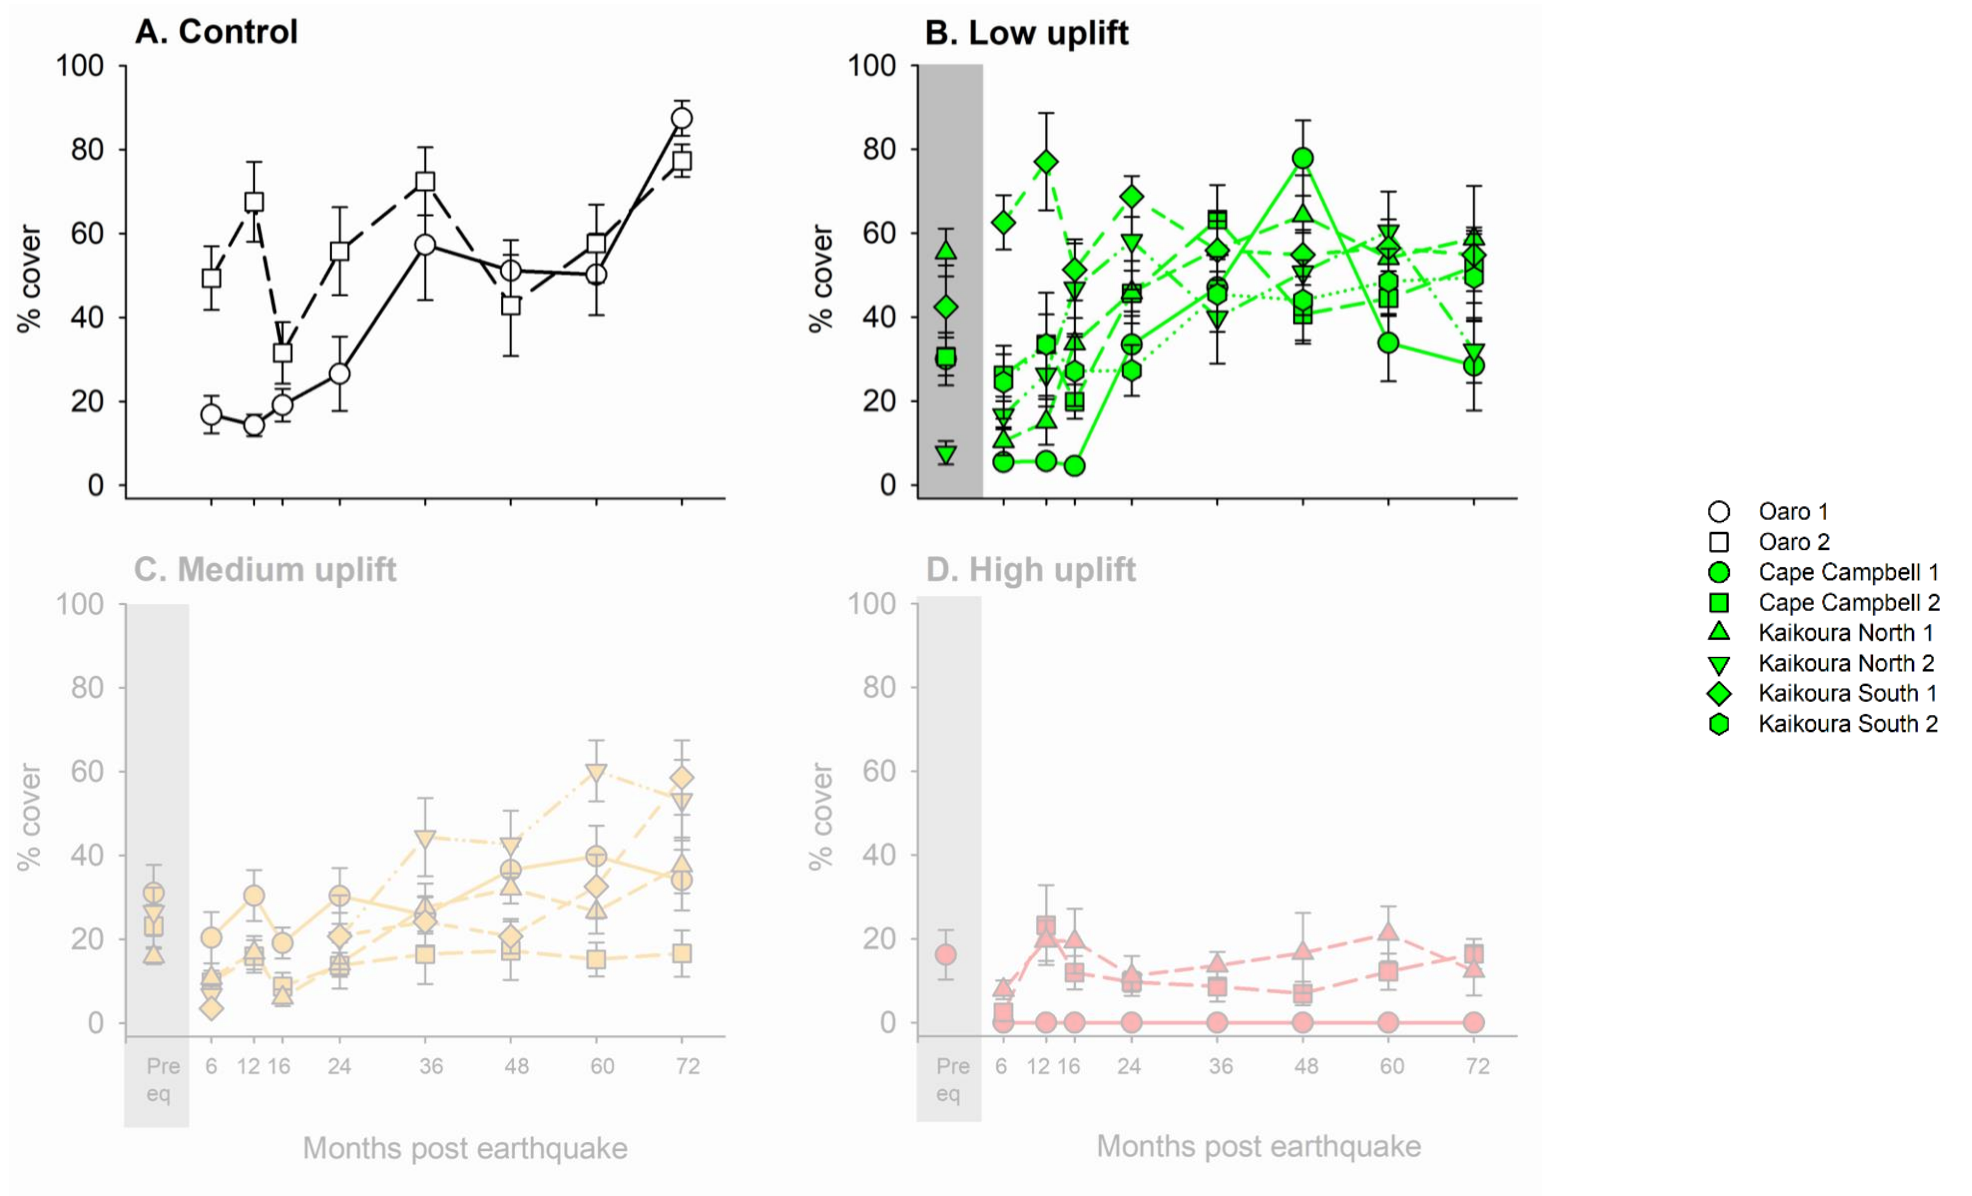 A. Control
B. Low uplift
100
80
60
40
20
0
% cover
100
80
60
40
20
0
% cover
Oaro 1
Oaro 2
Cape Campbell 1
Cape Campbell 2
Kaikoura North 1
Kaikoura North 2
Kaikoura South 1
Kaikoura South 2
C. Medium uplift
D. High uplift
100
80
60
40
20
0
% cover
Pre eq 6 12 16 24 36 48 60 72
Months post earthquake
100
80
60
40
20
0
% cover
Pre eq 6 12 16 24 36 48 60 72
Months post earthquake